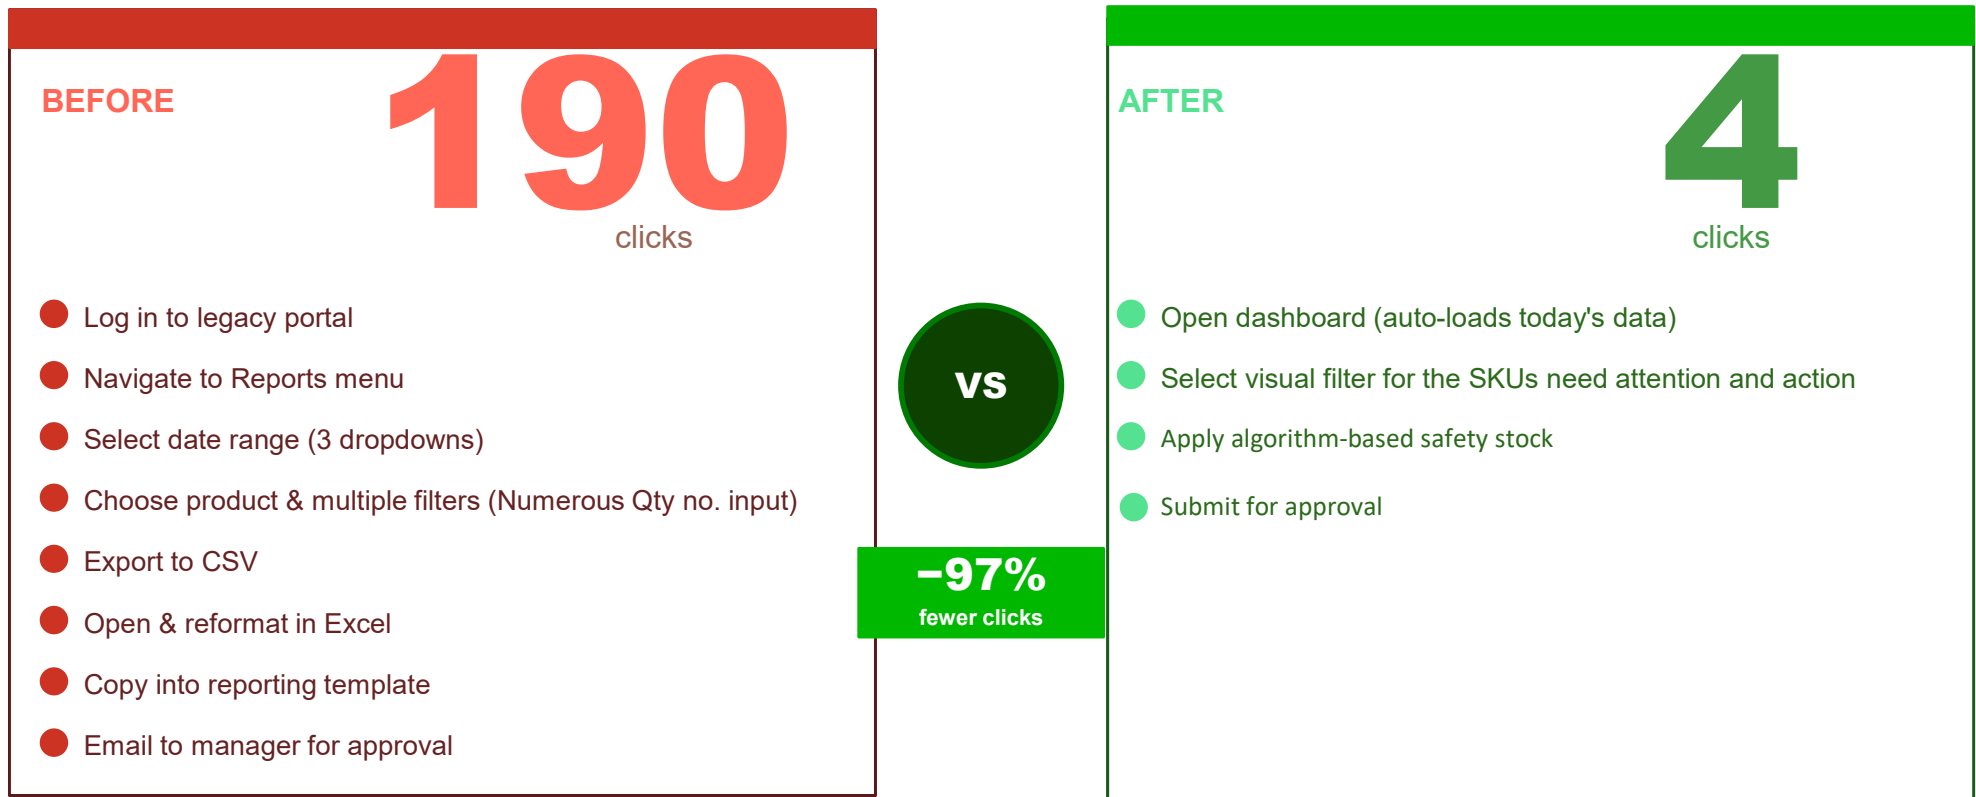 BEFORE
190
clicks
Log in to legacy portal
Navigate to Reports menu
Select date range (3 dropdowns)
Choose product & multiple filters (Numerous Qty no. input)
Export to CSV
Open & reformat in Excel
Copy into reporting template
Email to manager for approval
vs
−97%
fewer clicks
AFTER
4
clicks
Open dashboard (auto-loads today's data)
Select visual filter for the SKUs need attention and action
Apply algorithm-based safety stock
Submit for approval